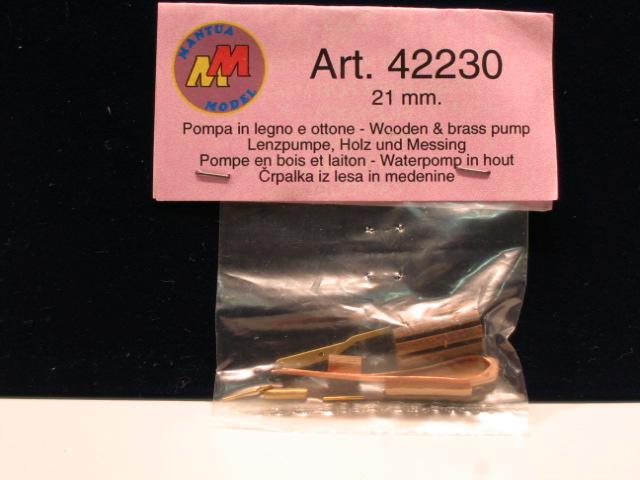 MANTUA
MM
MODEL
Art. 42230
21 mm.
Pompa in legno e ottone - Wooden & brass pump
Lenzpumpe, Holz und Messing
Pompe en bois et laiton - Waterpomp in hout
Črpalka iz lesa in medenine